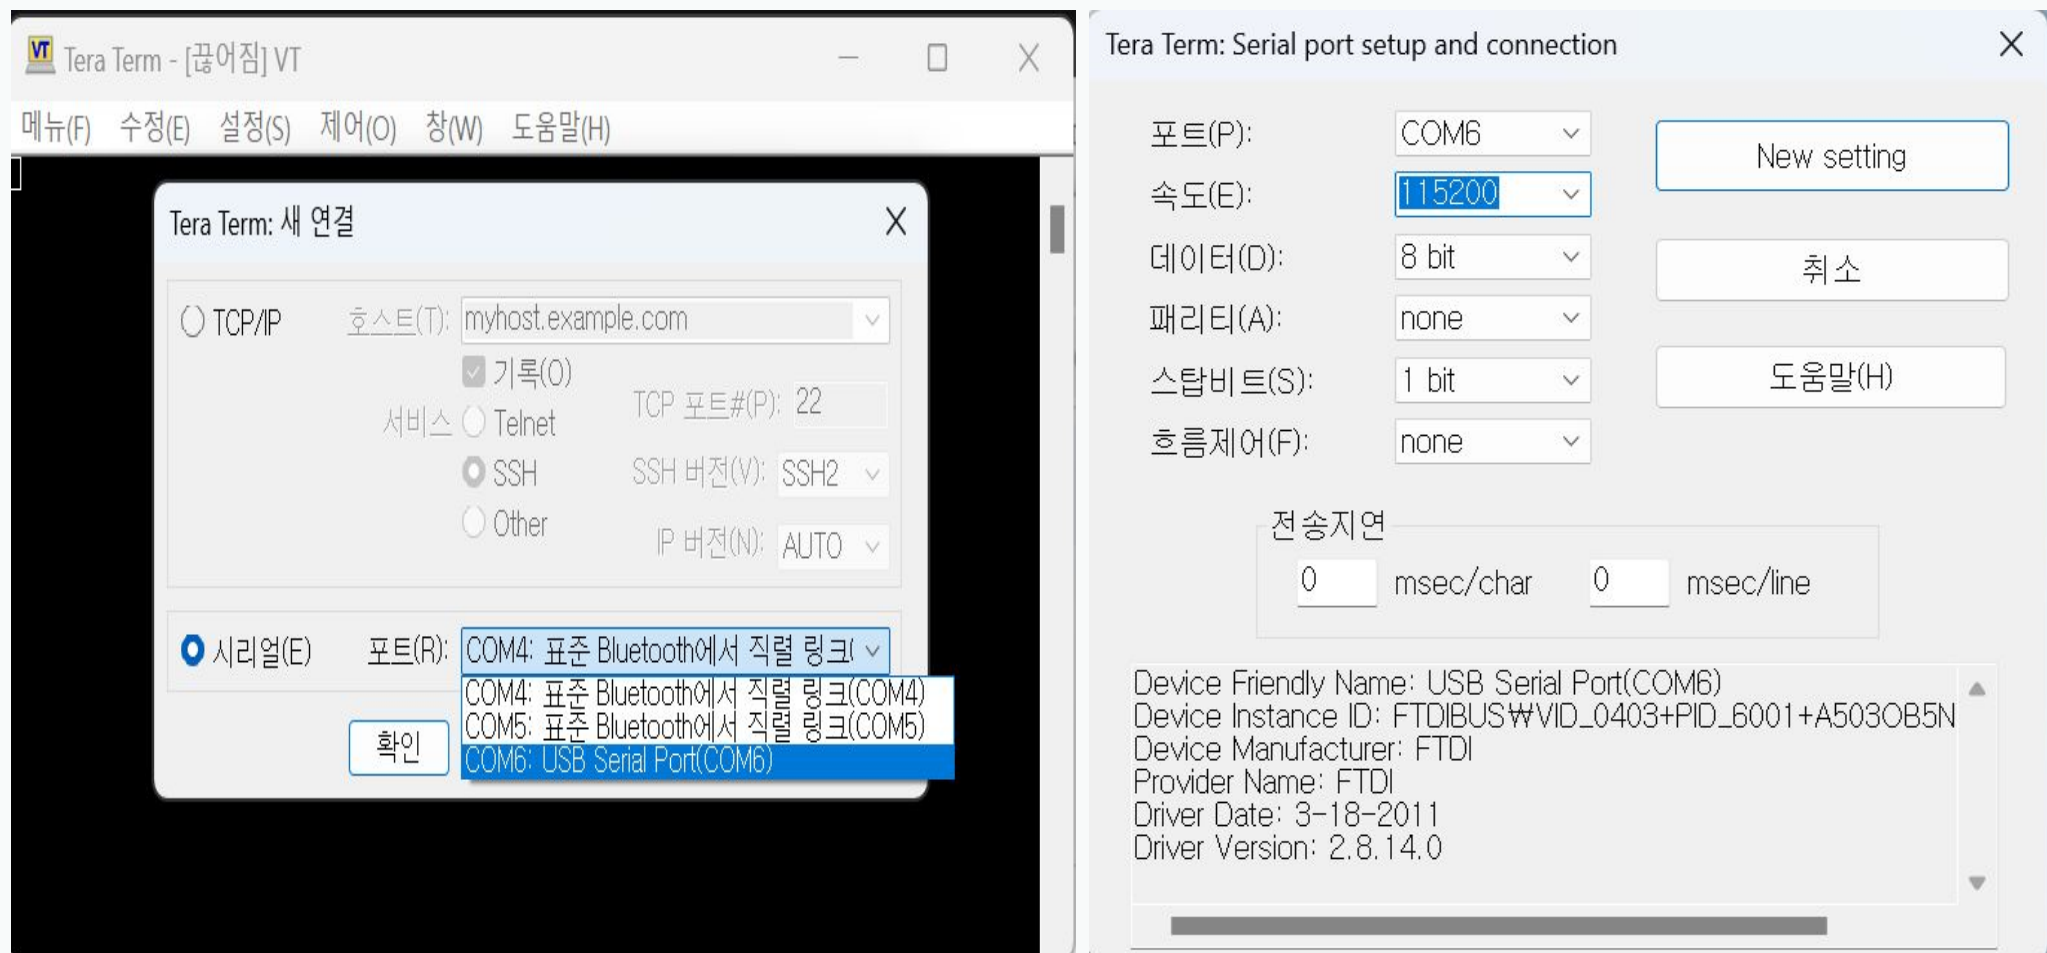 Tera Term - [끊어짐] VT
메뉴(F) 수정(E) 설정(S) 제어(O) 창(W) 도움말(H)
Tera Term: 새 연결
TCP/IP 호스트(T): myhost.example.com
기록(O)
서비스 Telnet TCP 포트#(P): 22
SSH SSH 버전(V): SSH2
Other IP 버전(N): AUTO
시리얼(E) 포트(R): COM4: 표준 Bluetooth에서 직렬 링크(
COM4: 표준 Bluetooth에서 직렬 링크(COM4)
COM5: 표준 Bluetooth에서 직렬 링크(COM5)
COM6: USB Serial Port(COM6)
확인
Tera Term: Serial port setup and connection
포트(P): COM6 New setting
속도(E): 115200
데이터(D): 8 bit 취소
패리티(A): none
스탑비트(S): 1 bit 도움말(H)
흐름제어(F): none
전송지연
0 msec/char 0 msec/line
Device Friendly Name: USB Serial Port(COM6)
Device Instance ID: FTDIBUS₩VID_0403+PID_6001+A503OB5N
Device Manufacturer: FTDI
Provider Name: FTDI
Driver Date: 3-18-2011
Driver Version: 2.8.14.0